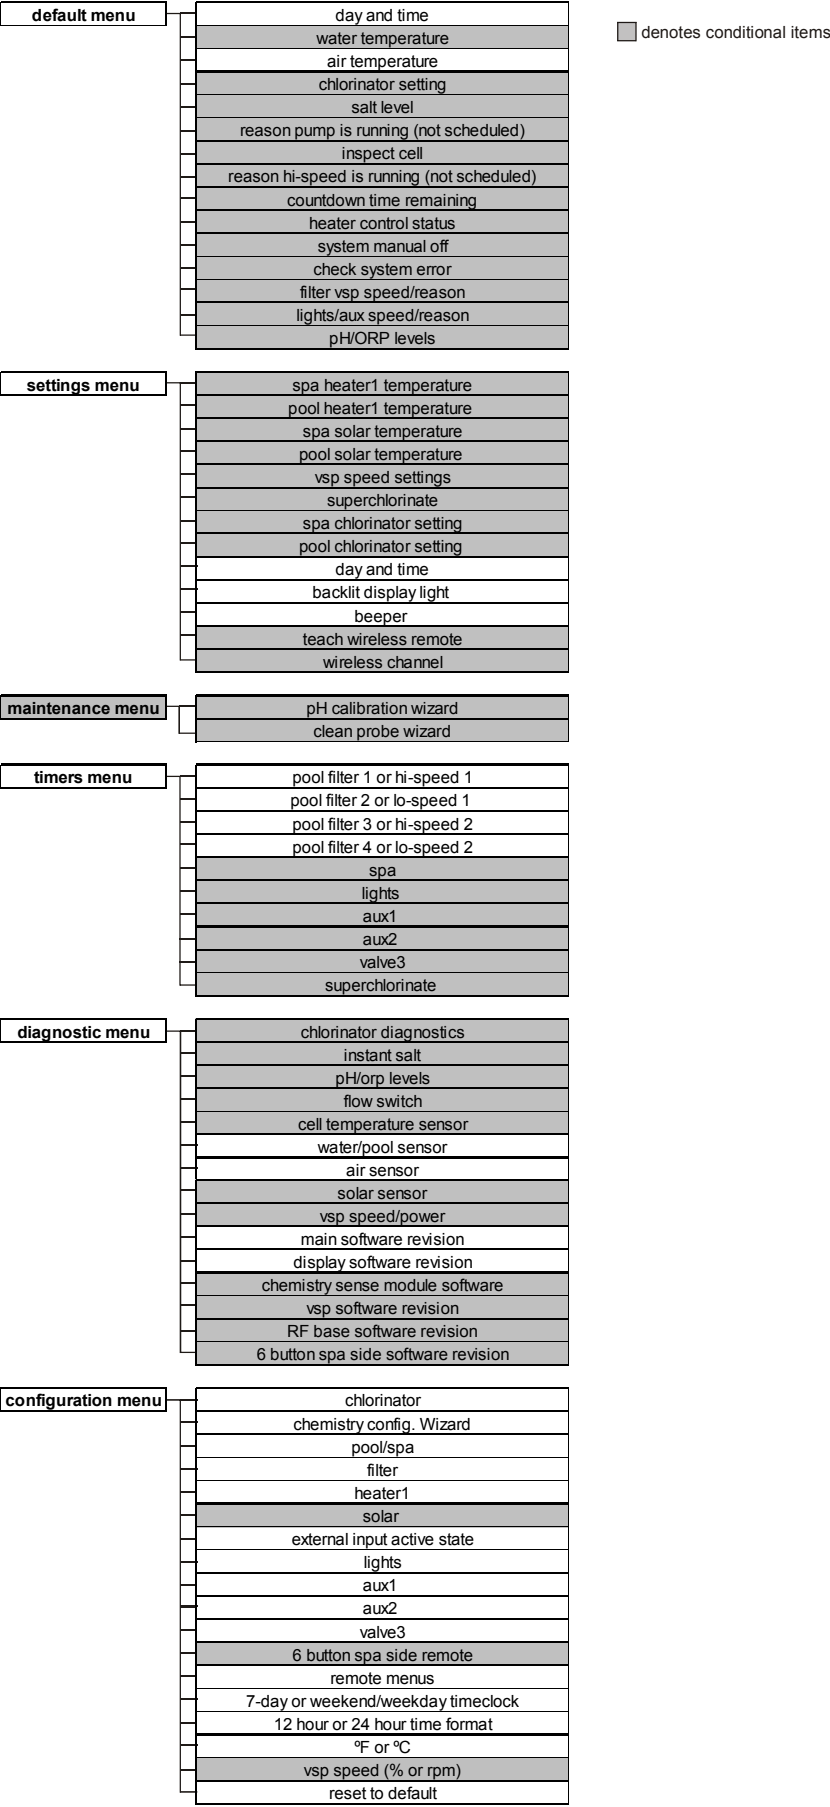 default menu
day and time
denotes conditional items
water temperature
air temperature
chlorinator setting
salt level
reason pump is running (not scheduled)
inspect cell
reason hi-speed is running (not scheduled)
countdown time remaining
heater control status
system manual off
check system error
filter vsp speed/reason
lights/aux speed/reason
pH/ORP levels
settings menu
spa heater1 temperature
pool heater1 temperature
spa solar temperature
pool solar temperature
vsp speed settings
superchlorinate
spa chlorinator setting
pool chlorinator setting
day and time
backlit display light
beeper
teach wireless remote
wireless channel
maintenance menu
pH calibration wizard
clean probe wizard
timers menu
pool filter 1 or hi-speed 1
pool filter 2 or lo-speed 1
pool filter 3 or hi-speed 2
pool filter 4 or lo-speed 2
spa
lights
aux1
aux2
valve3
superchlorinate
diagnostic menu
chlorinator diagnostics
instant salt
pH/orp levels
flow switch
cell temperature sensor
water/pool sensor
air sensor
solar sensor
vsp speed/power
main software revision
display software revision
chemistry sense module software
vsp software revision
RF base software revision
6 button spa side software revision
configuration menu
chlorinator
chemistry config. Wizard
pool/spa
filter
heater1
solar
external input active state
lights
aux1
aux2
valve3
6 button spa side remote
remote menus
7-day or weekend/weekday timeclock
12 hour or 24 hour time format
ºF or ºC
vsp speed (% or rpm)
reset to default